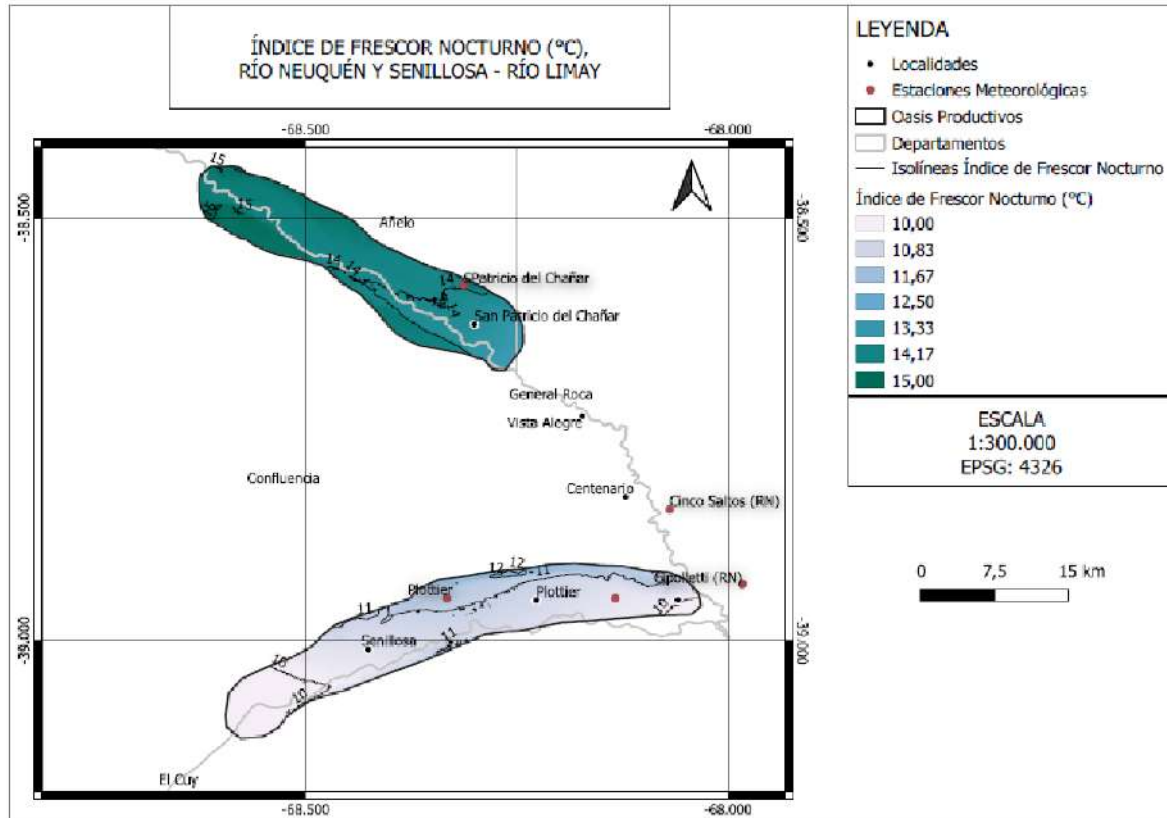 ÍNDICE DE FRESCOR NOCTURNO (°C),
RÍO NEUQUÉN Y SENILLOSA - RÍO LIMAY
-68.500
-68.000
-38.500
-38.500
15
15
Añelo
14
14
14
SPatricio del Chañar
14
San Patricio del Chañar
General Roca
Vista Alegre
Confluencia
Centenario
Cinco Saltos (RN)
12
12
11
Cipolletti (RN)
Plottier
Plottier
10
11
11
Senillosa
10
10
-39.000
-39.000
El Cuy
-68.500
-68.000
LEYENDA
Localidades
Estaciones Meteorológicas
Oasis Productivos
Departamentos
Isolíneas Índice de Frescor Nocturno
Índice de Frescor Nocturno (°C)
10,00
10,83
11,67
12,50
13,33
14,17
15,00
ESCALA
1:300.000
EPSG: 4326
0 7,5 15 km